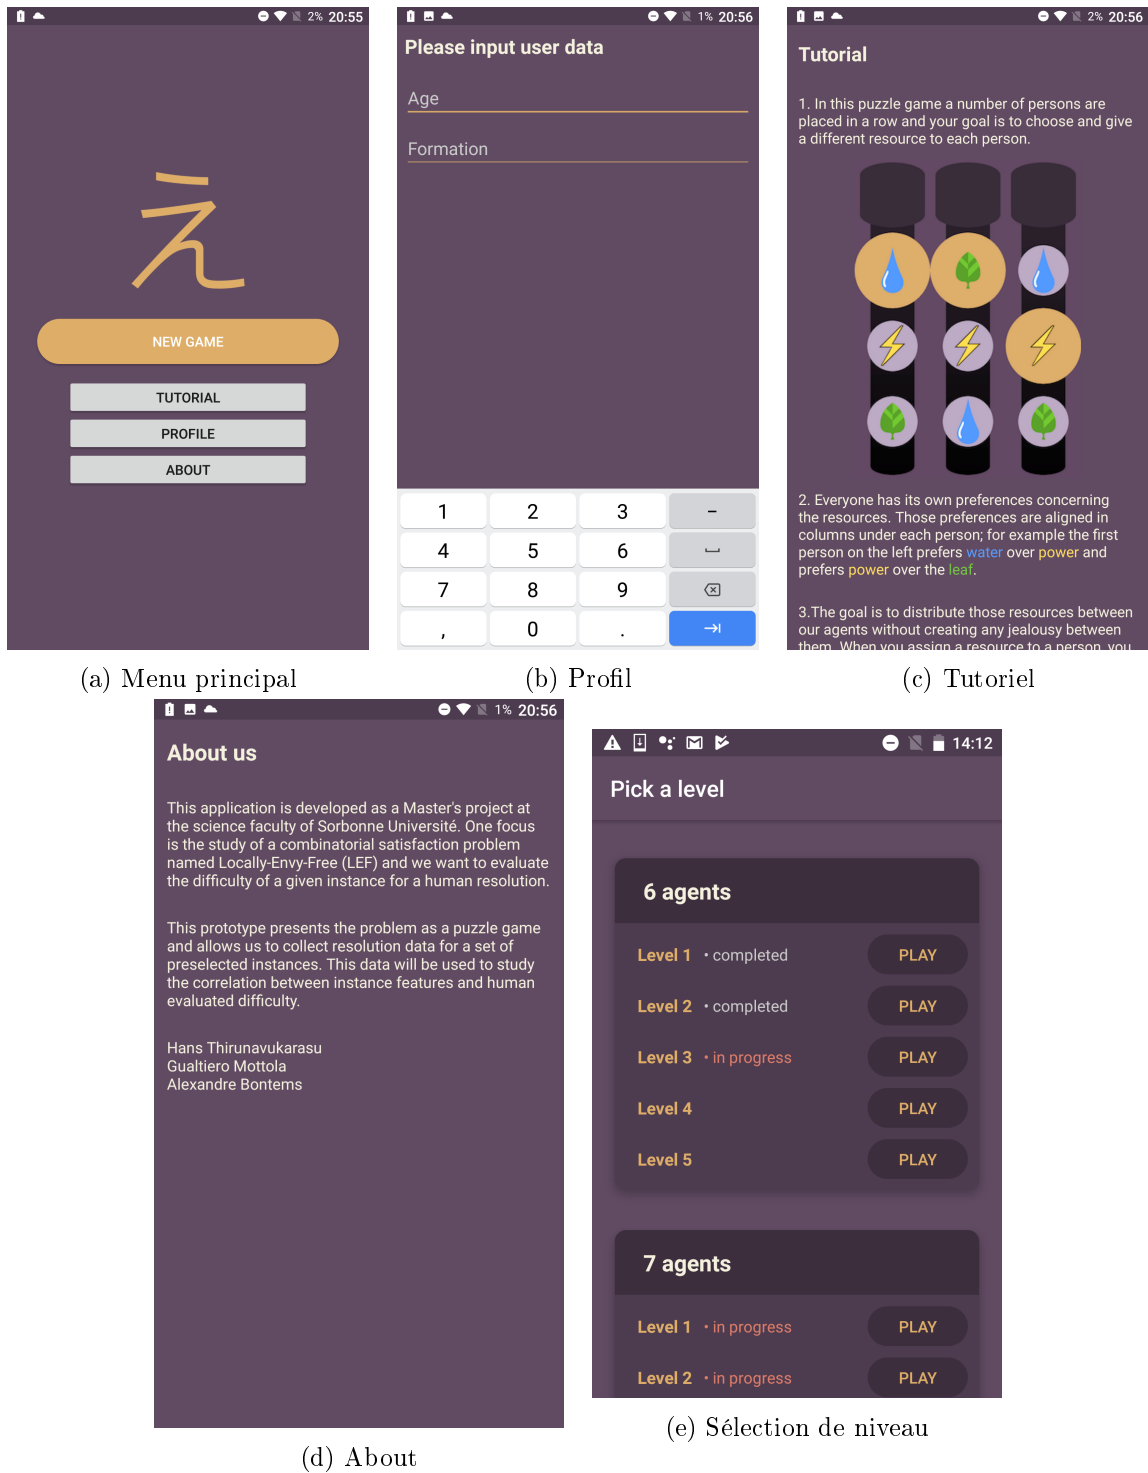 2% 20:55
え
NEW GAME
TUTORIAL
PROFILE
ABOUT
(a) Menu principal
1% 20:56
Please input user data
Age
Formation
1 2 3 -
4 5 6
7 8 9
, 0 .
(b) Profil
2% 20:56
Tutorial
1. In this puzzle game a number of persons are
placed in a row and your goal is to choose and give
a different resource to each person.
2. Everyone has its own preferences concerning
the resources. Those preferences are aligned in
columns under each person; for example the first
person on the left prefers water over power and
prefers power over the leaf.
3.The goal is to distribute those resources between
our agents without creating any jealousy between
them. When you assign a resource to a person, you
(c) Tutoriel
1% 20:56
About us
This application is developed as a Master's project at
the science faculty of Sorbonne Université. One focus
is the study of a combinatorial satisfaction problem
named Locally-Envy-Free (LEF) and we want to evaluate
the difficulty of a given instance for a human resolution.
This prototype presents the problem as a puzzle game
and allows us to collect resolution data for a set of
preselected instances. This data will be used to study
the correlation between instance features and human
evaluated difficulty.
Hans Thirunavukarasu
Gualtiero Mottola
Alexandre Bontems
(d) About
14:12
Pick a level
6 agents
Level 1 • completed PLAY
Level 2 • completed PLAY
Level 3 • in progress PLAY
Level 4 PLAY
Level 5 PLAY
7 agents
Level 1 • in progress PLAY
Level 2 • in progress PLAY
(e) Sélection de niveau